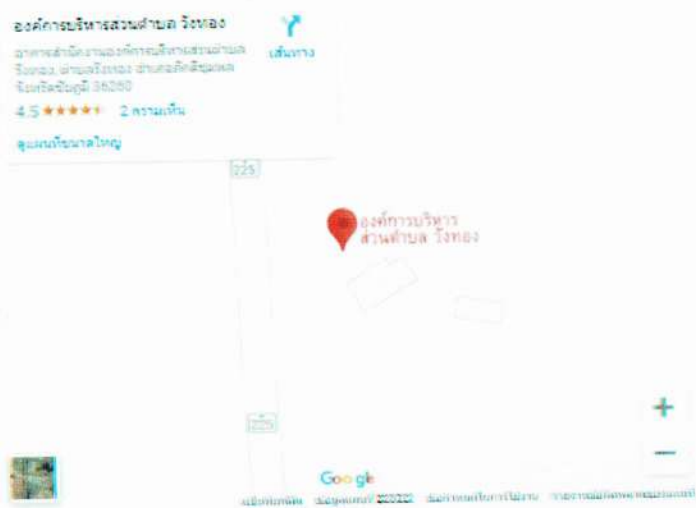 องค์การบริหารส่วนตำบล วังทอง
อาคารสำนักงานองค์การบริหารส่วนตำบล
วังทอง, ตำบลวังทอง อำเภอภักดีชุมพล
จังหวัดชัยภูมิ 36260
4.5 2 ความเห็น
ดูแผนที่ขนาดใหญ่
เส้นทาง
225
องค์การบริหาร
ส่วนตำบล วังทอง
225
+
−
Google